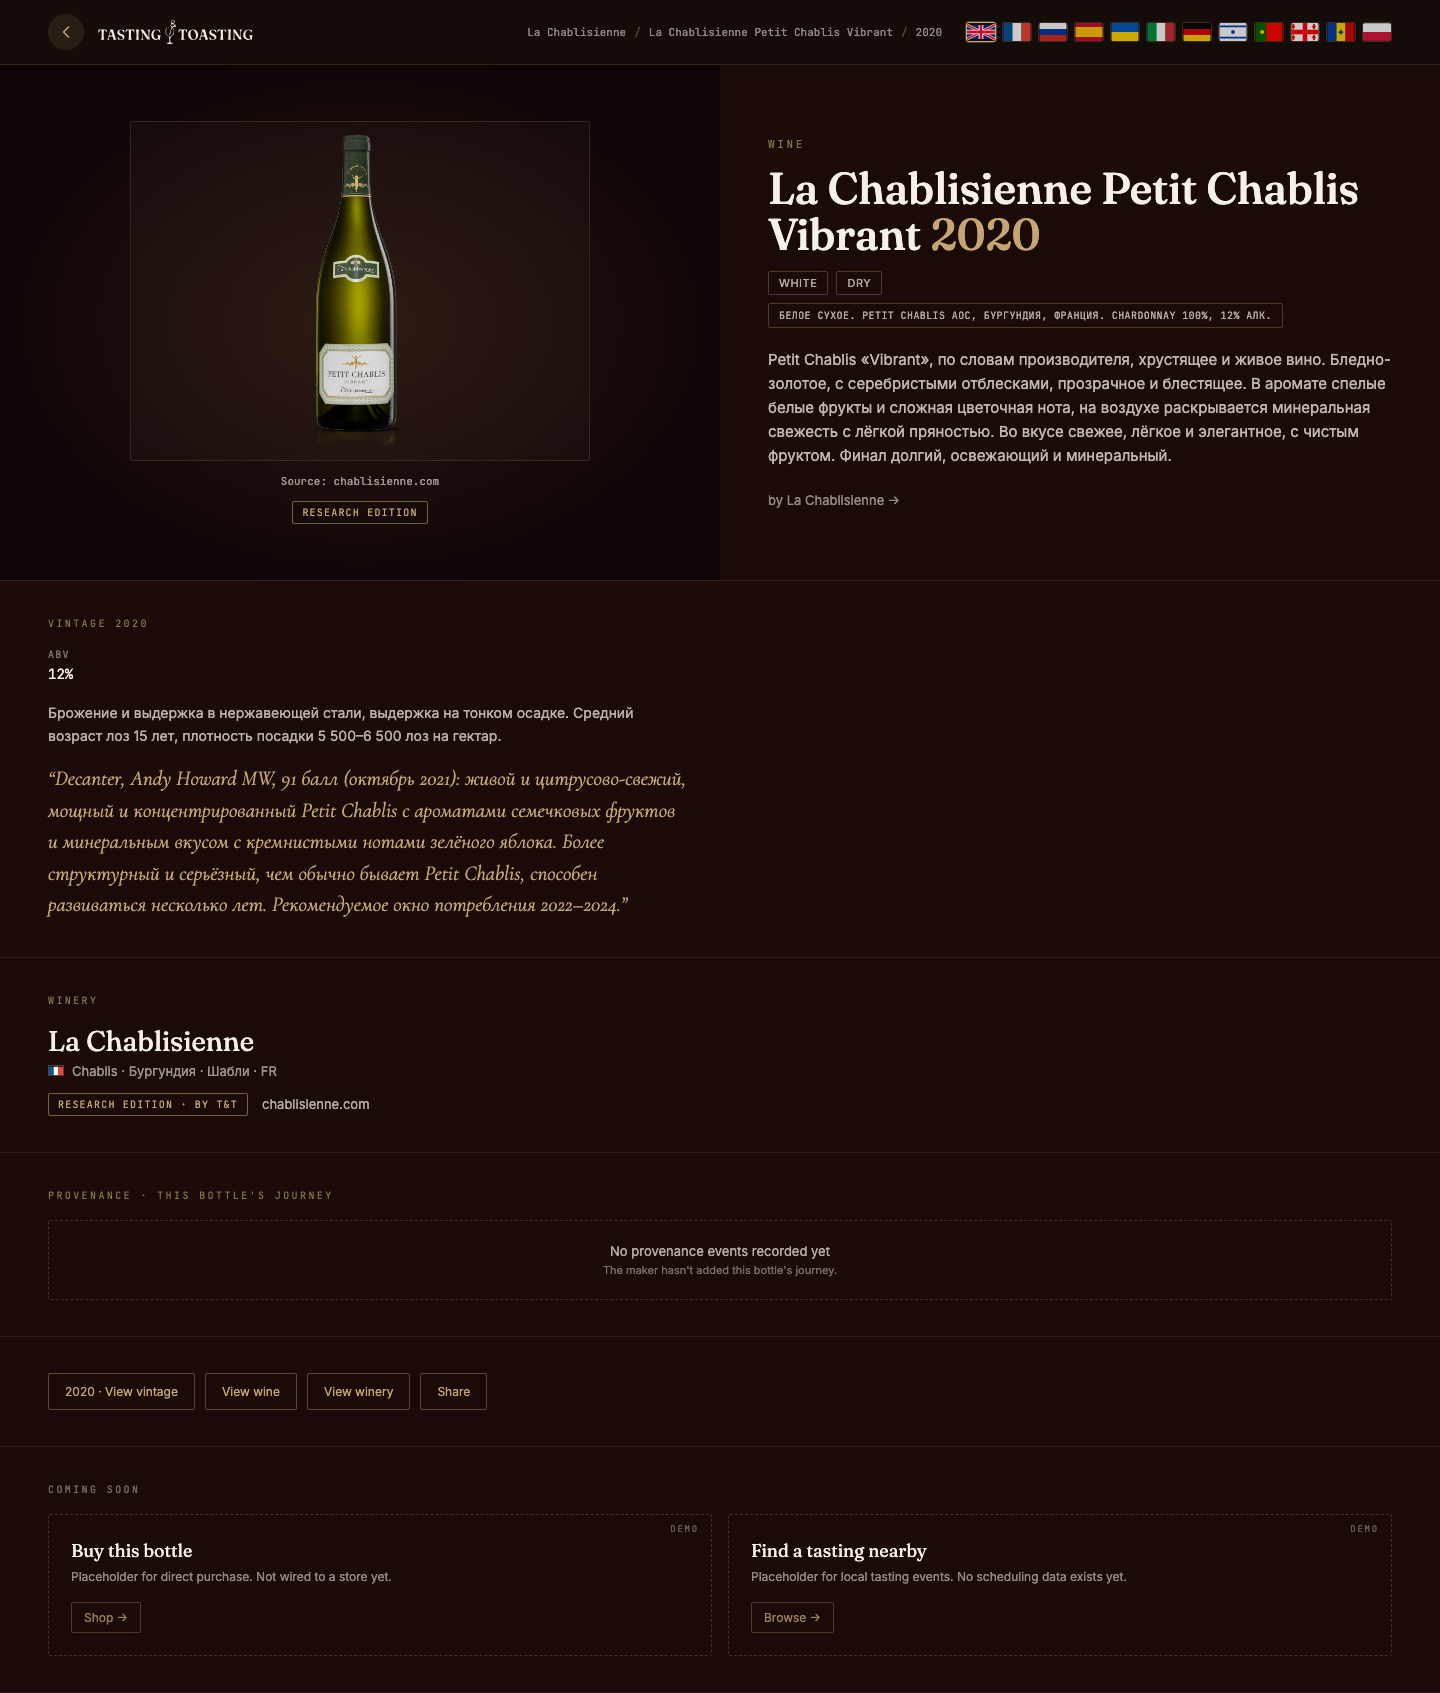 TASTING TOASTING
La Chablisienne / La Chablisienne Petit Chablis Vibrant / 2020
La Chablisienne
PETIT CHABLIS
VIBRANT
La Chablisienne
Source: chablisienne.com
RESEARCH EDITION
WINE
La Chablisienne Petit Chablis
Vibrant 2020
WHITE
DRY
БЕЛОЕ СУХОЕ. PETIT CHABLIS AOC, БУРГУНДИЯ, ФРАНЦИЯ. CHARDONNAY 100%, 12% АЛК.
Petit Chablis «Vibrant», по словам производителя, хрустящее и живое вино. Бледно-
золотое, с серебристыми отблесками, прозрачное и блестящее. В аромате спелые
белые фрукты и сложная цветочная нота, на воздухе раскрывается минеральная
свежесть с лёгкой пряностью. Во вкусе свежее, лёгкое и элегантное, с чистым
фруктом. Финал долгий, освежающий и минеральный.
by La Chablisienne →
VINTAGE 2020
ABV
12%
Брожение и выдержка в нержавеющей стали, выдержка на тонком осадке. Средний
возраст лоз 15 лет, плотность посадки 5 500–6 500 лоз на гектар.
“Decanter, Andy Howard MW, 91 балл (октябрь 2021): живой и цитрусово-свежий,
мощный и концентрированный Petit Chablis с ароматами семечковых фруктов
и минеральным вкусом с кремнистыми нотами зелёного яблока. Более
структурный и серьёзный, чем обычно бывает Petit Chablis, способен
развиваться несколько лет. Рекомендуемое окно потребления 2022–2024.”
WINERY
La Chablisienne
Chablis · Бургундия · Шабли · FR
RESEARCH EDITION · BY T&T
chablisienne.com
PROVENANCE · THIS BOTTLE'S JOURNEY
No provenance events recorded yet
The maker hasn't added this bottle's journey.
2020 · View vintage
View wine
View winery
Share
COMING SOON
DEMO
Buy this bottle
Placeholder for direct purchase. Not wired to a store yet.
Shop →
DEMO
Find a tasting nearby
Placeholder for local tasting events. No scheduling data exists yet.
Browse →